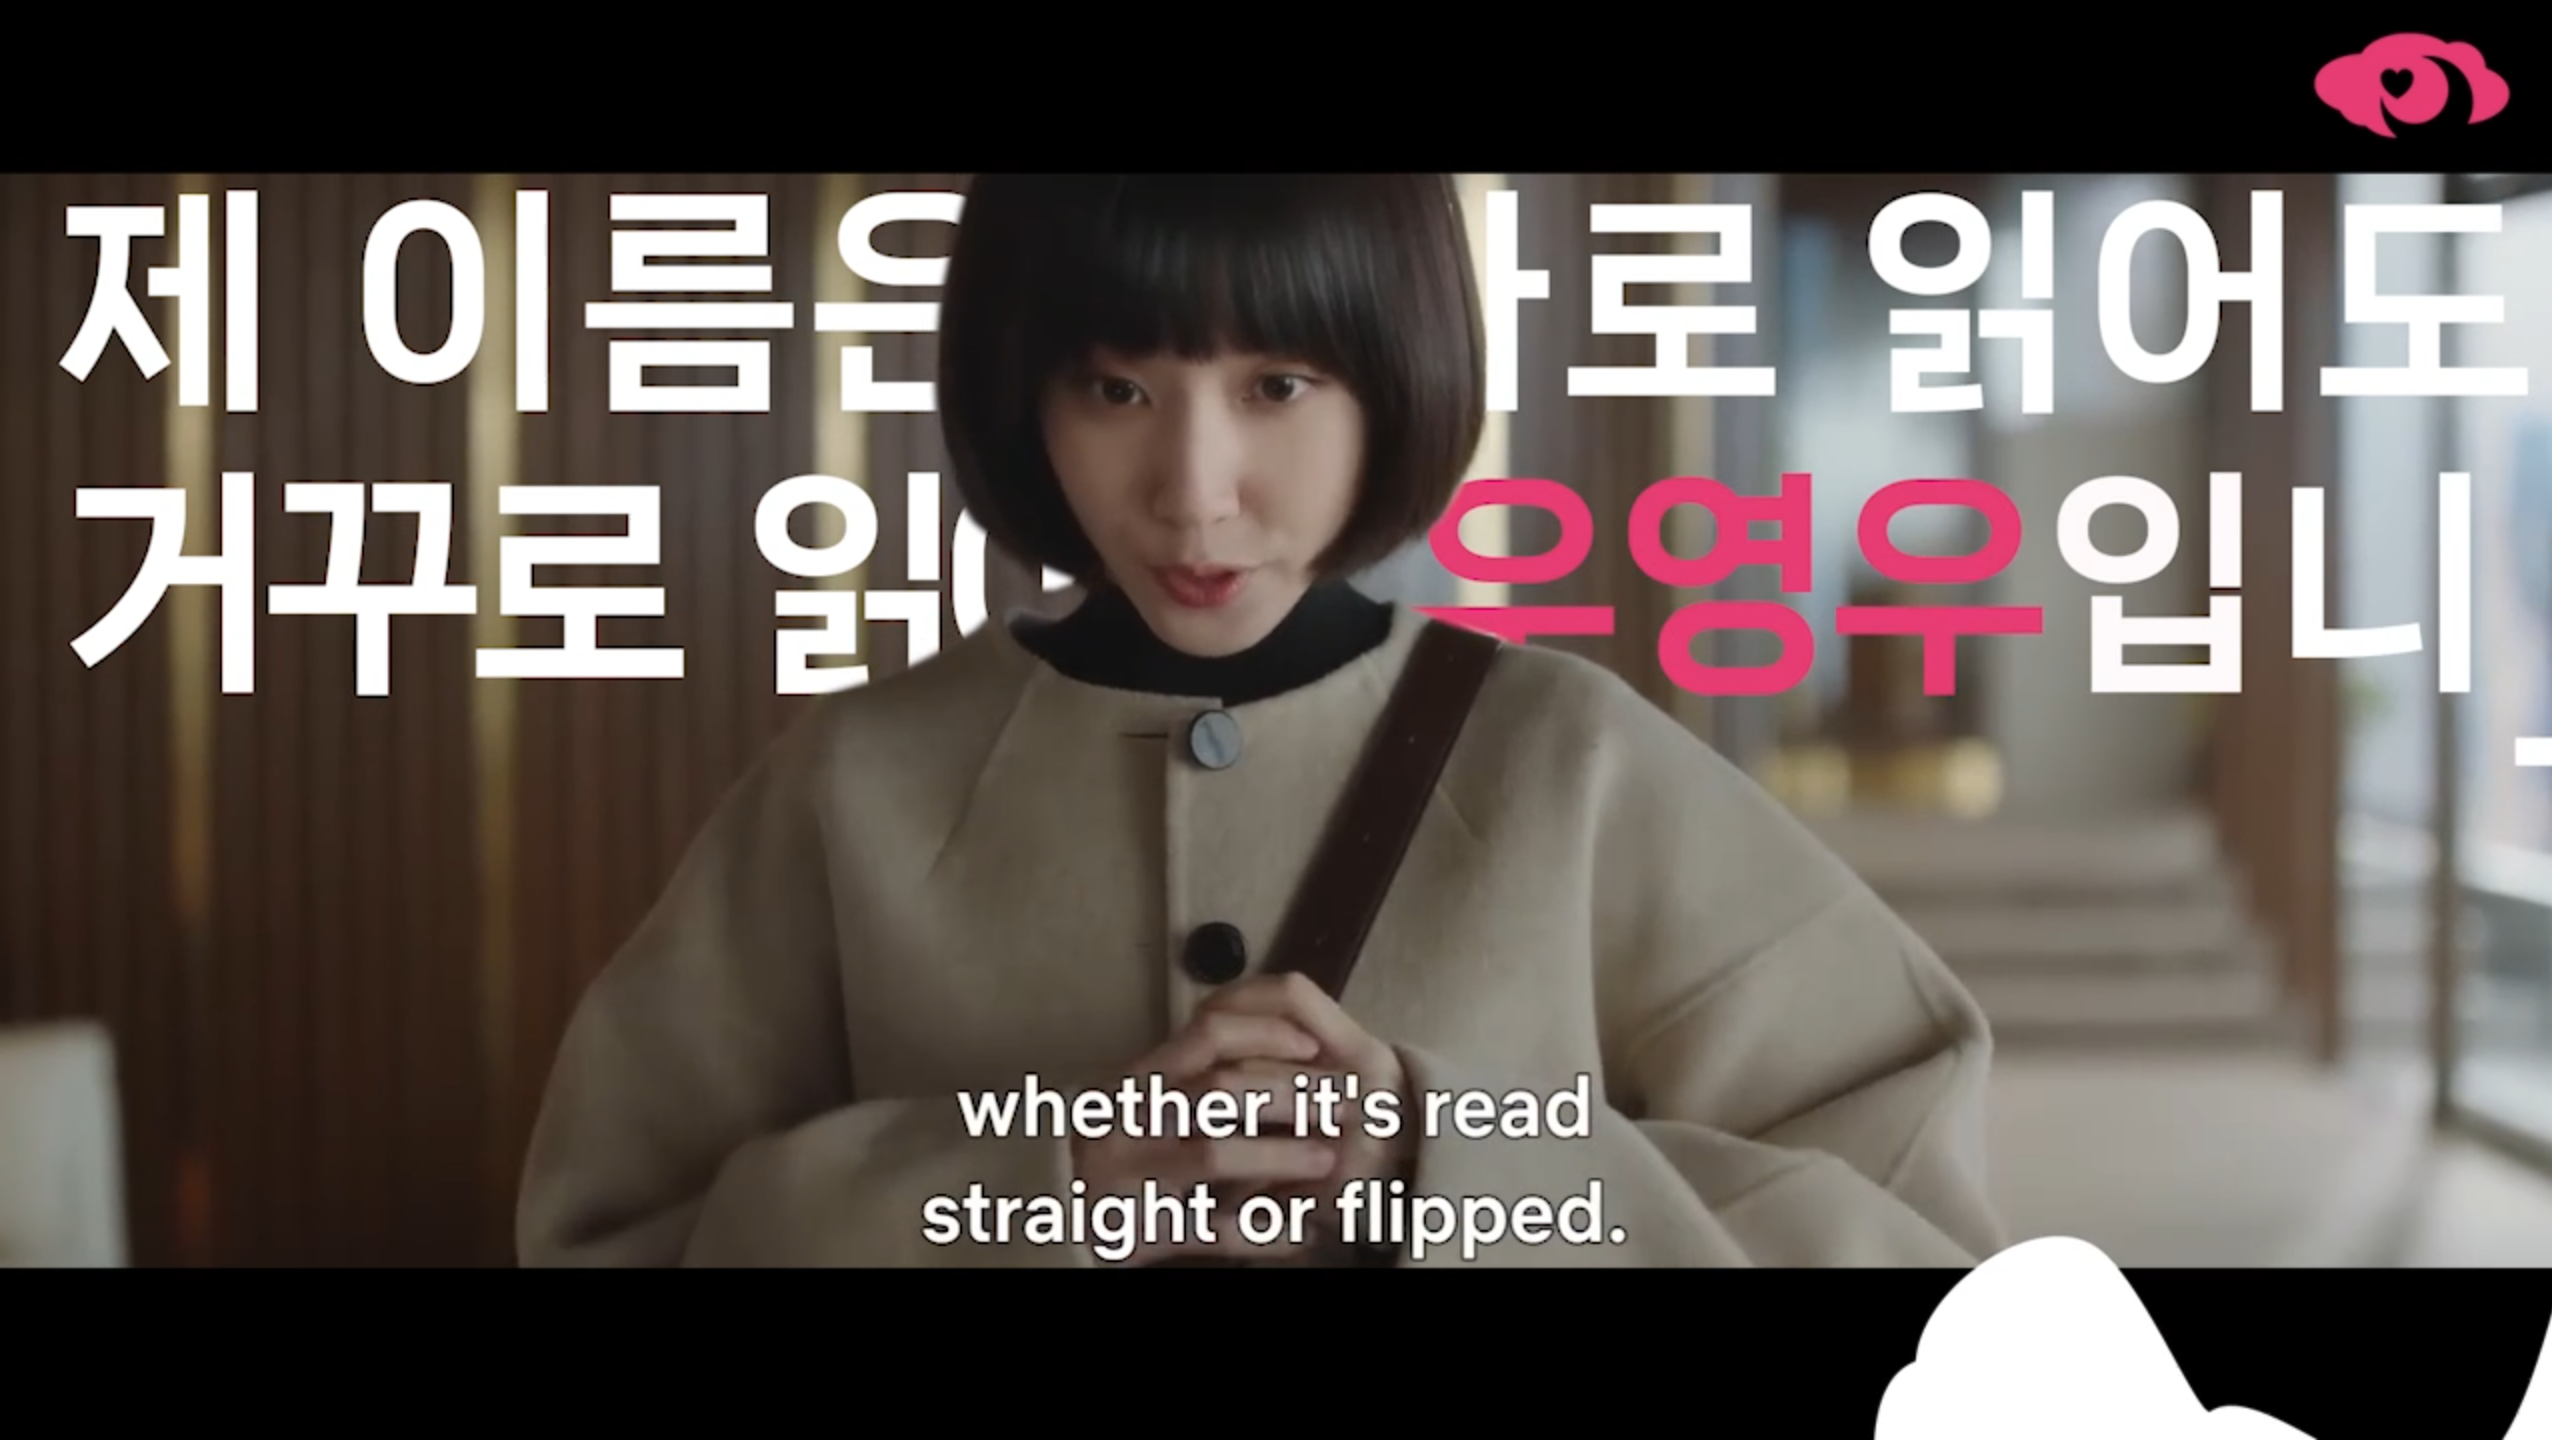 제 이름은 로 읽어도
거꾸로 우영우입니
whether it's read
straight or flipped.